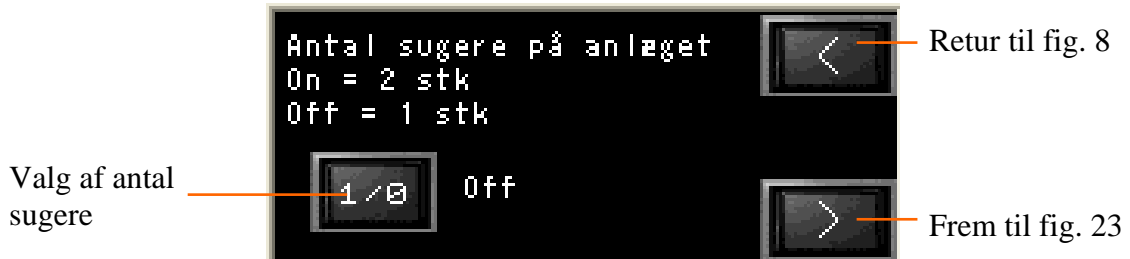 Antal sugere på anlæget
On = 2 stk
Off = 1 stk
<
Retur til fig. 8
Valg af antal
sugere
1/0
Off
>
Frem til fig. 23